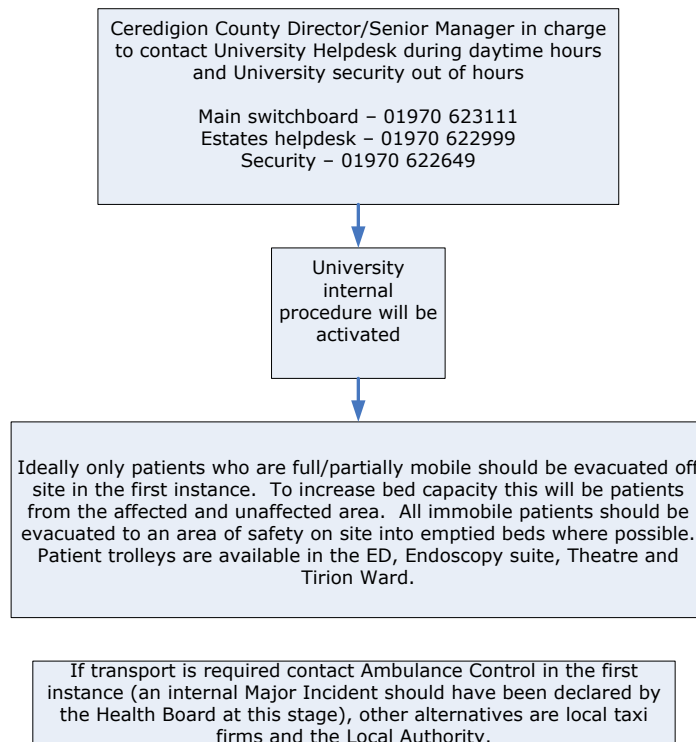 Ceredigion County Director/Senior Manager in charge
to contact University Helpdesk during daytime hours
and University security out of hours
Main switchboard – 01970 623111
Estates helpdesk – 01970 622999
Security – 01970 622649
University
internal
procedure will be
activated
Ideally only patients who are full/partially mobile should be evacuated off
site in the first instance.  To increase bed capacity this will be patients
from the affected and unaffected area.  All immobile patients should be
evacuated to an area of safety on site into emptied beds where possible.
Patient trolleys are available in the ED, Endoscopy suite, Theatre and
Tirion Ward.
If transport is required contact Ambulance Control in the first
instance (an internal Major Incident should have been declared by
the Health Board at this stage), other alternatives are local taxi
firms and the Local Authority.